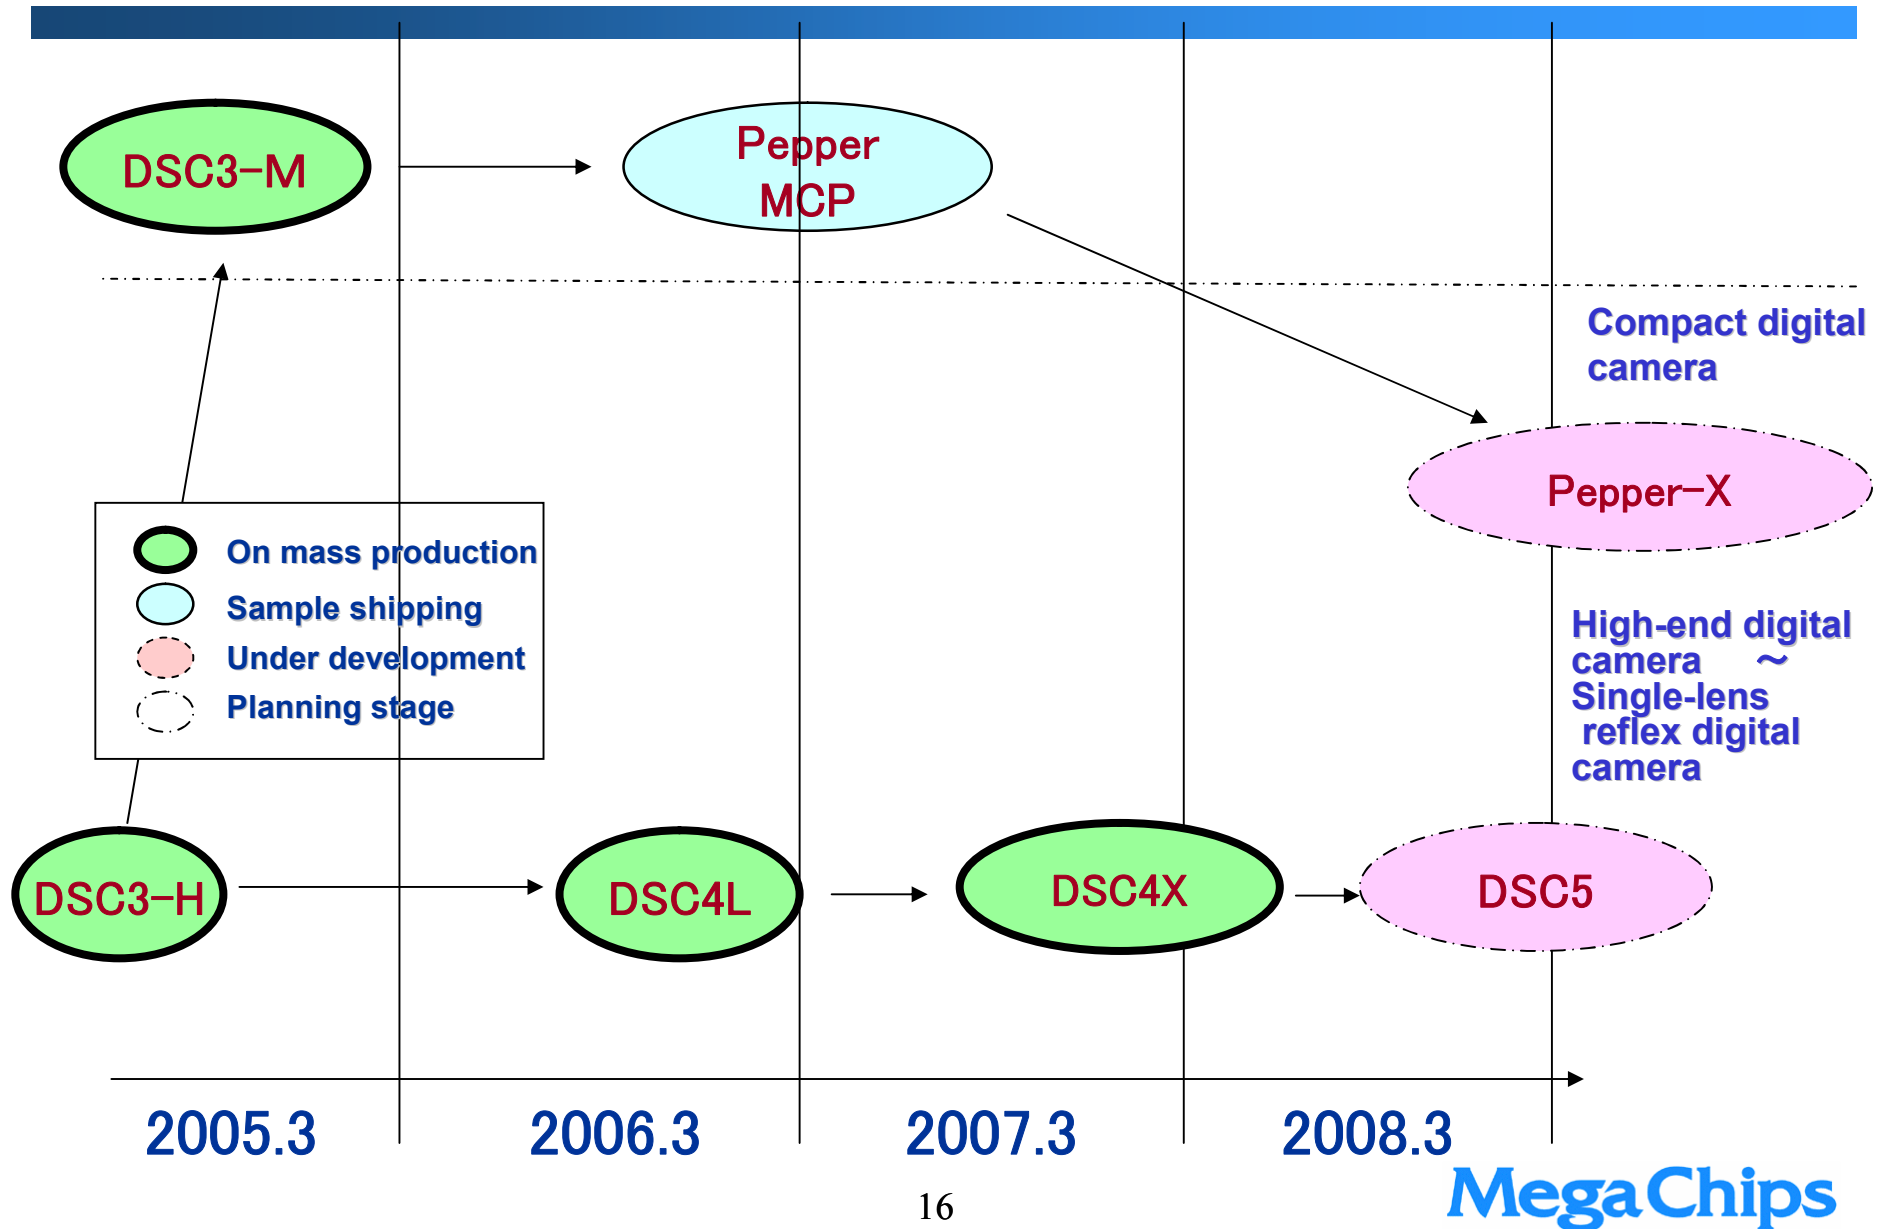 DSC3-M
Pepper
MCP
Compact digital
camera
Pepper-X
On mass production
Sample shipping
Under development
Planning stage
High-end digital
camera ～
Single-lens
reflex digital
camera
DSC3-H
DSC4L
DSC4X
DSC5
2005.3
2006.3
2007.3
2008.3
16
MegaChips